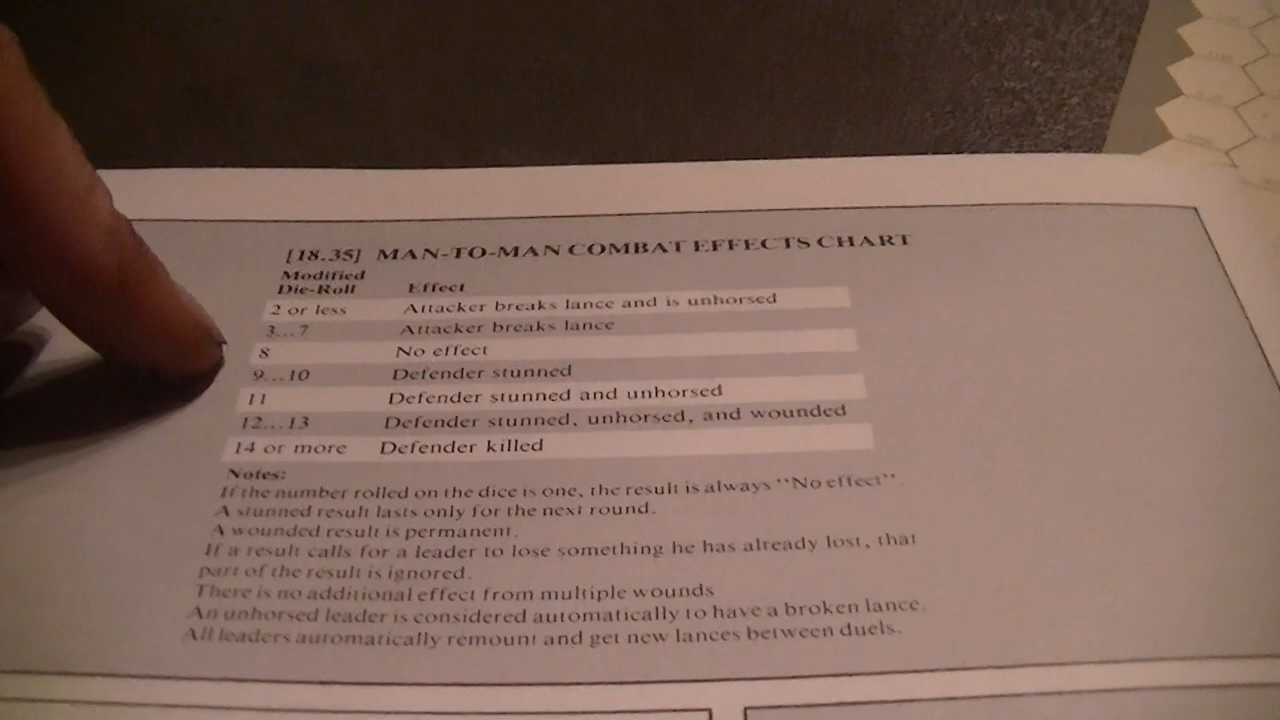 [18.35] MAN-TO-MAN COMBAT EFFECTS CHART
Modified
Die-Roll Effect
2 or less Attacker breaks lance and is unhorsed
3...7 Attacker breaks lance
8 No effect
9...10 Defender stunned
11 Defender stunned and unhorsed
12...13 Defender stunned, unhorsed, and wounded
14 or more Defender killed
Notes:
If the number rolled on the dice is one, the result is always "No effect".
A stunned result lasts only for the next round.
A wounded result is permanent.
If a result calls for a leader to lose something he has already lost, that
part of the result is ignored.
There is no additional effect from multiple wounds
An unhorsed leader is considered automatically to have a broken lance.
All leaders automatically remount and get new lances between duels.